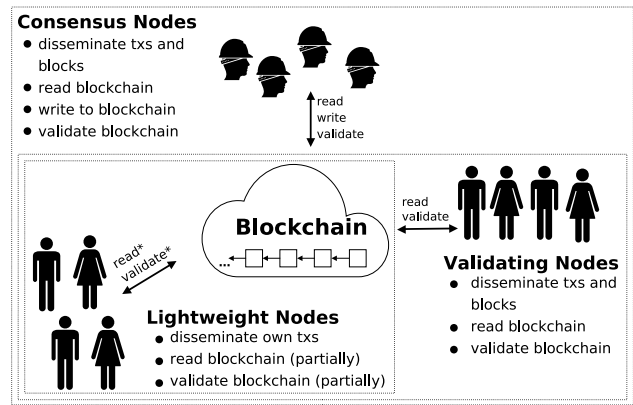 Consensus Nodes
● disseminate txs and
blocks
● read blockchain
● write to blockchain
● validate blockchain
read
write
validate
Blockchain
...
read
validate
read*
validate*
Validating Nodes
● disseminate txs and
blocks
● read blockchain
● validate blockchain
Lightweight Nodes
● disseminate own txs
● read blockchain (partially)
● validate blockchain (partially)